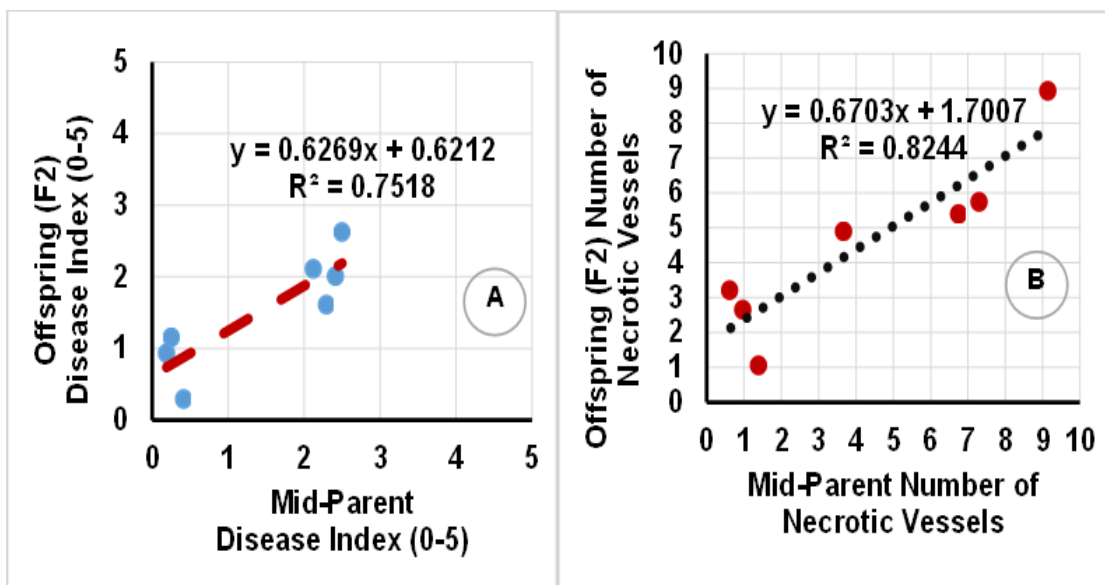 Offspring (F2)
Disease Index (0-5)
5
4
3
2
1
0
y = 0.6269x + 0.6212
R² = 0.7518
A
0 1 2 3 4 5
Mid-Parent
Disease Index (0-5)
Offspring (F2) Number of
Necrotic Vessels
10
9
8
7
6
5
4
3
2
1
0
y = 0.6703x + 1.7007
R² = 0.8244
B
0 1 2 3 4 5 6 7 8 9 10
Mid-Parent Number of
Necrotic Vessels